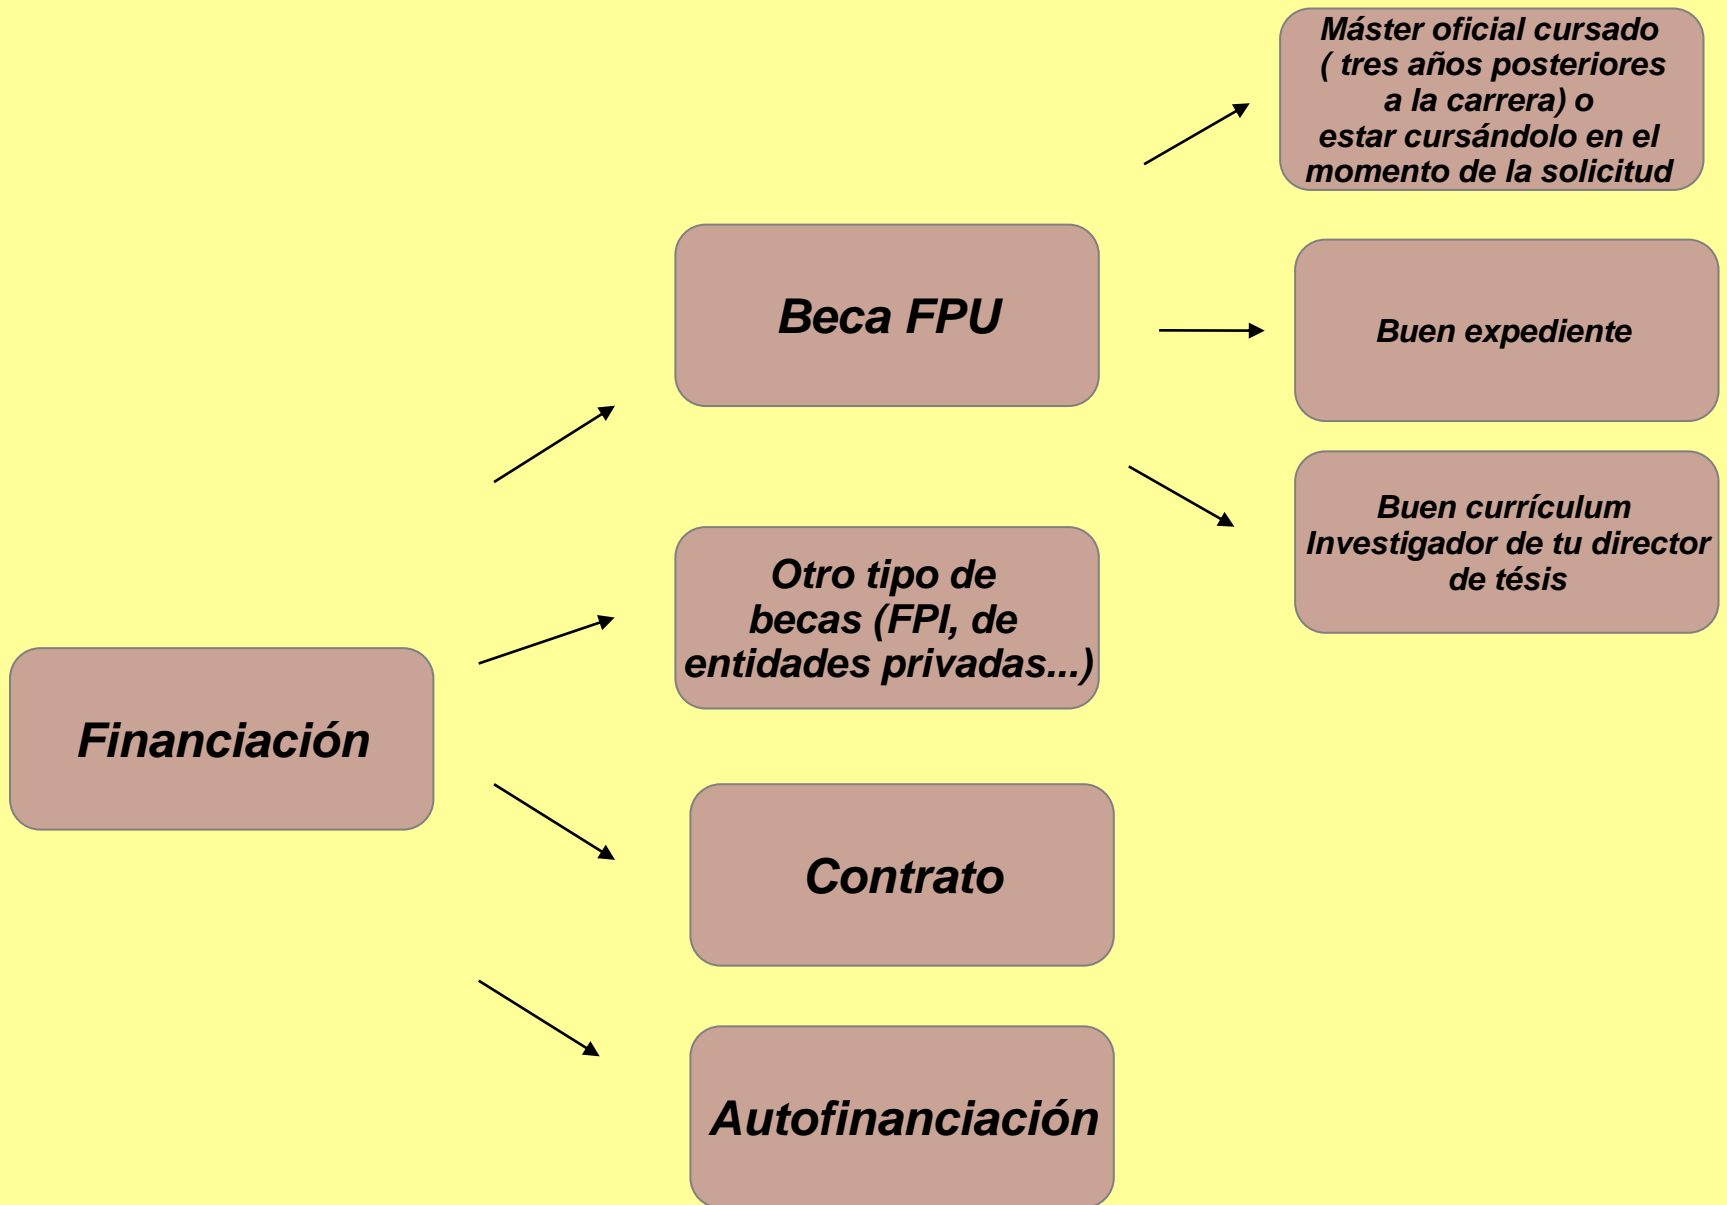 Máster oficial cursado
( tres años posteriores
a la carrera) o
estar cursándolo en el
momento de la solicitud
Beca FPU
Buen expediente
Buen currículum
Investigador de tu director
de tésis
Otro tipo de
becas (FPI, de
entidades privadas...)
Financiación
Contrato
Autofinanciación